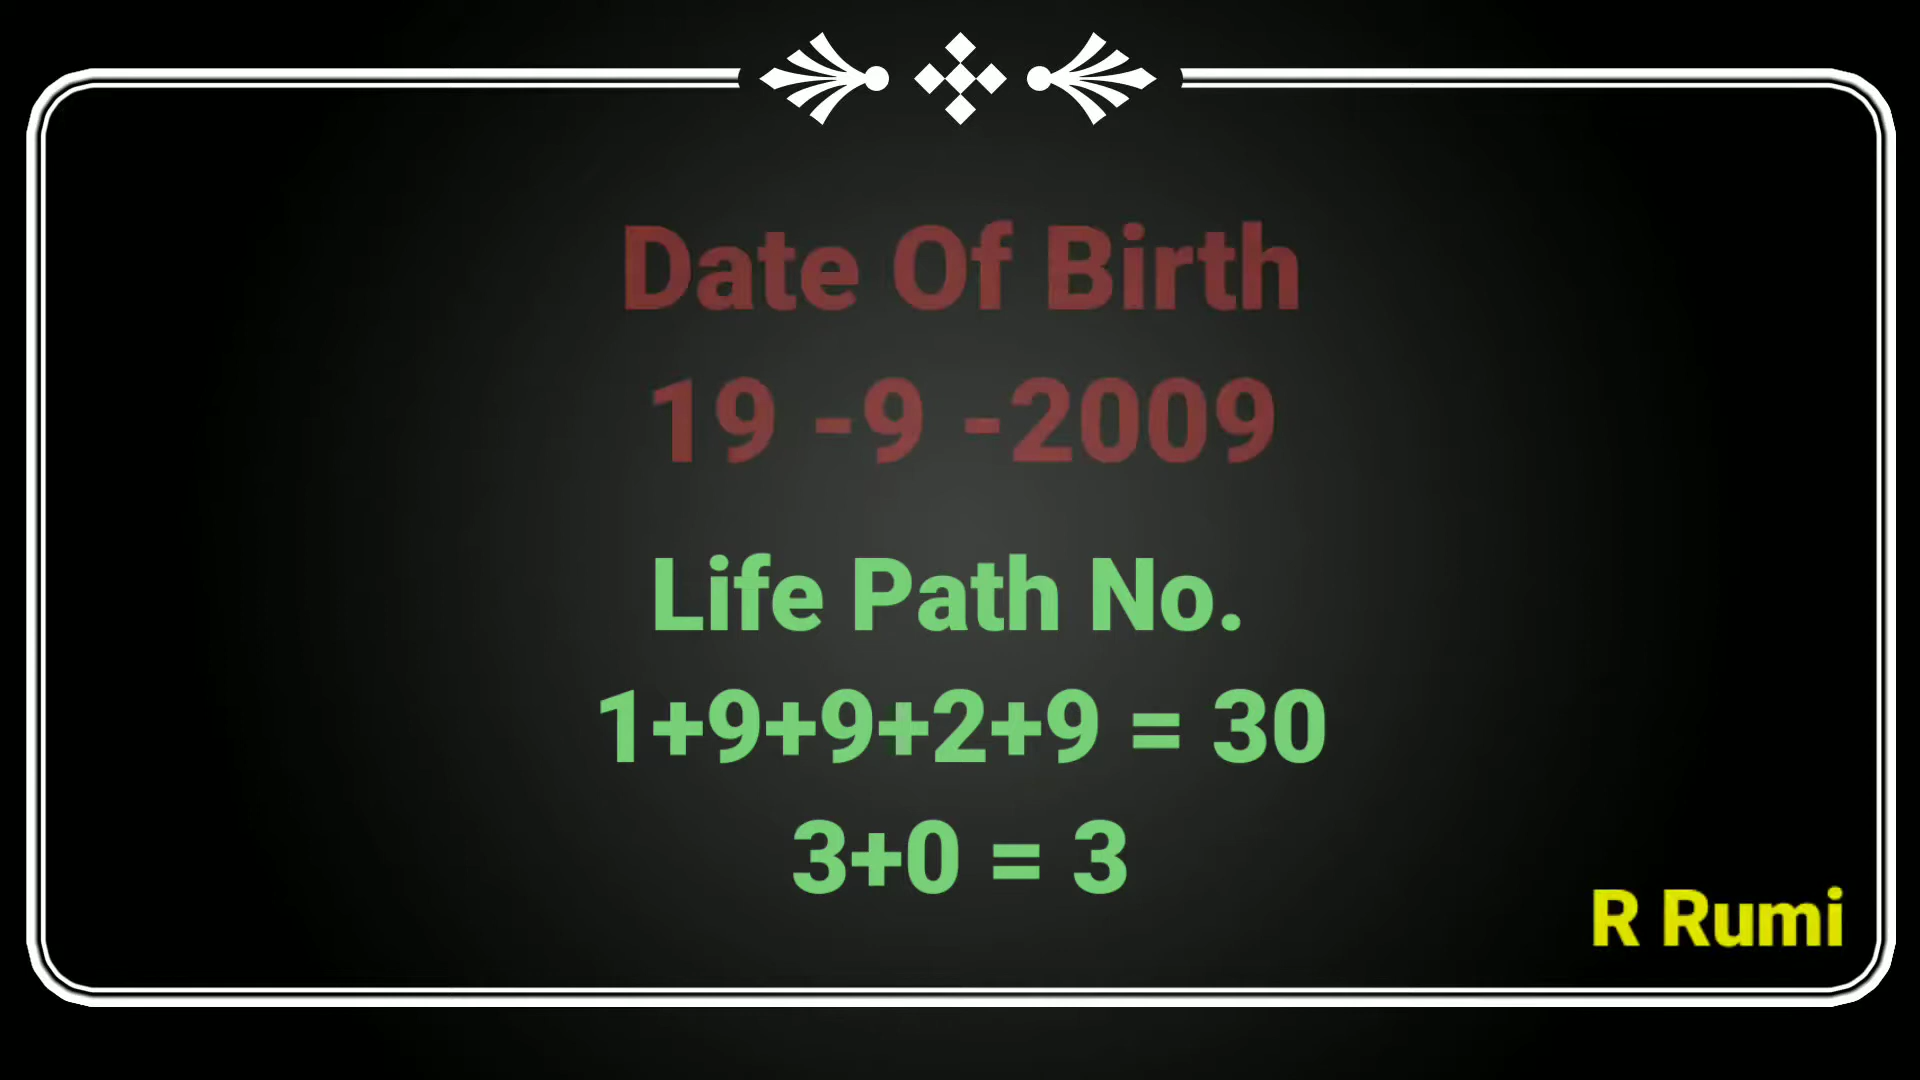 Date Of Birth
19 -9 -2009
Life Path No.
1+9+9+2+9 = 30
3+0 = 3
R Rumi